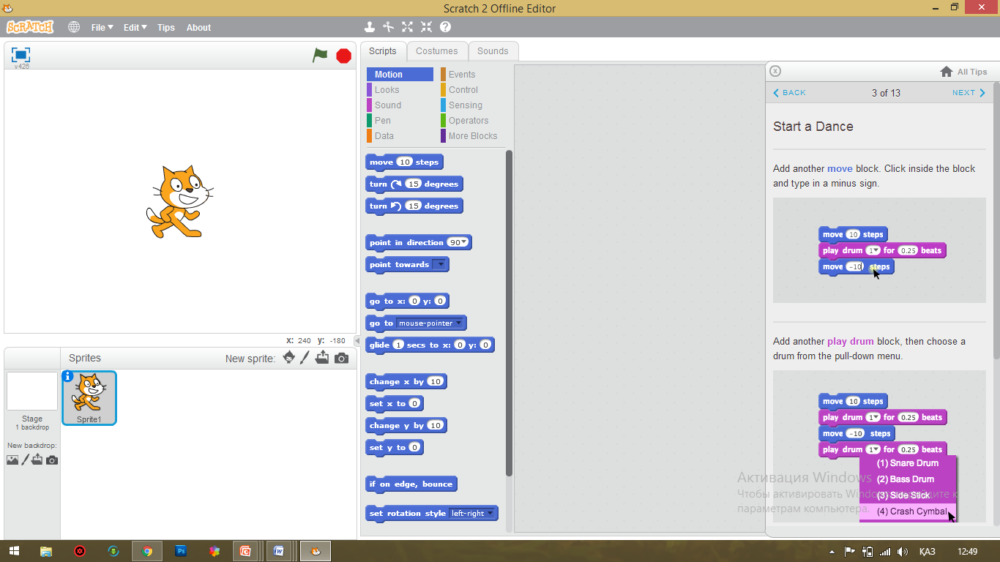 Scratch 2 Offline Editor
SCRATCH File Edit Tips About
v426
Scripts Costumes Sounds
Motion Events
Looks Control
Sound Sensing
Pen Operators
Data More Blocks
move 10 steps
turn 15 degrees
turn 15 degrees
point in direction 90
point towards
go to x: 0 y: 0
go to mouse-pointer
glide 1 secs to x: 0 y: 0
change x by 10
set x to 0
change y by 10
set y to 0
if on edge, bounce
set rotation style left-right
x: 240 y: -180
Sprites New sprite:
Sprite1
Stage
1 backdrop
New backdrop:
All Tips
BACK 3 of 13 NEXT
Start a Dance
Add another move block. Click inside the block
and type in a minus sign.
move 10 steps
play drum 1 for 0.25 beats
move -10 steps
Add another play drum block, then choose a
drum from the pull-down menu.
move 10 steps
play drum 1 for 0.25 beats
move -10 steps
play drum 1 for 0.25 beats
(1) Snare Drum
(2) Bass Drum
(3) Side Stick
(4) Crash Cymbal
Активация Windows
Чтобы активировать Windows, перейдите к
параметрам компьютера.
ҚАЗ 12:49